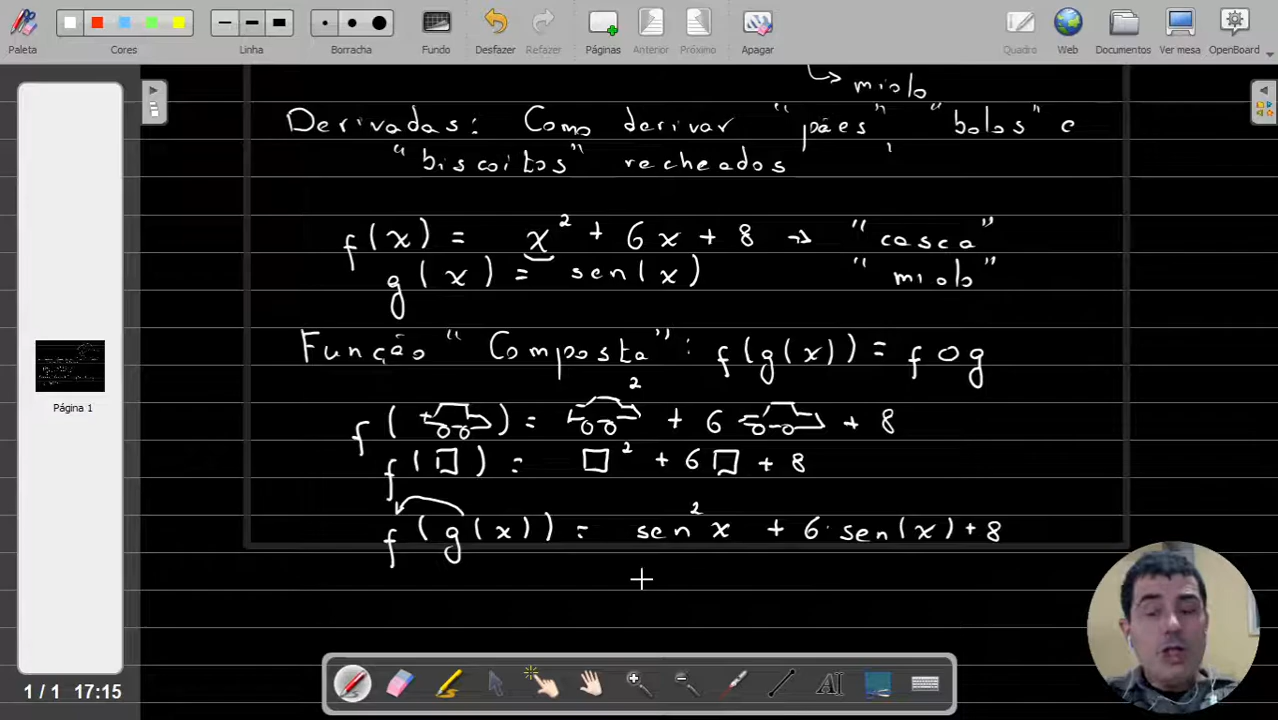 Paleta Cores Linha Borracha Fundo Desfazer Refazer Páginas Anterior Próximo Apagar Quadro Web Documentos Ver mesa OpenBoard
↳ miolo
Derivadas: Como derivar "pães", "bolos" e
"biscoitos" recheados
f(x) = x² + 6x + 8 → "casca"
g(x) = sen(x) "miolo"
Função "Composta": f(g(x)) = f o g
f( ) = ² + 6 + 8
f(□) = □² + 6□ + 8
f(g(x)) = sen²x + 6·sen(x) + 8
Página 1
1 / 1 17:15